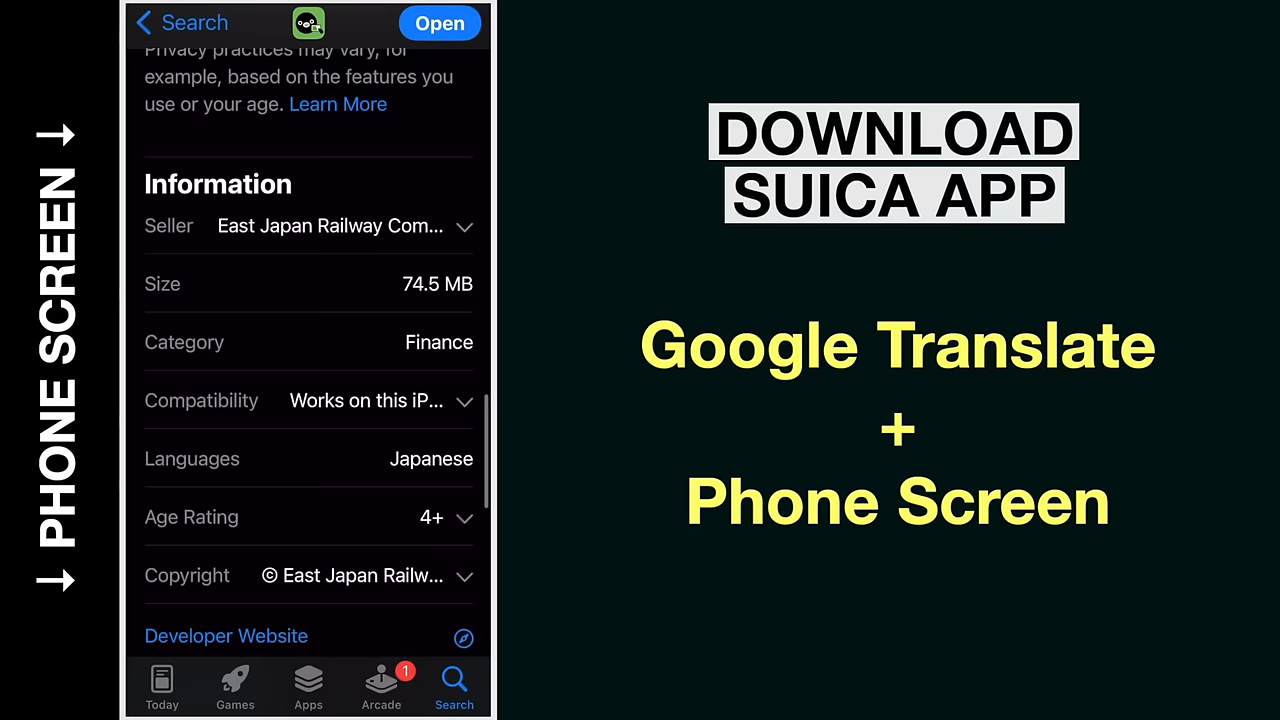 ↓ PHONE SCREEN ↓
Search
Open
Privacy practices may vary, for
example, based on the features you
use or your age. Learn More
Information
Seller East Japan Railway Com...
Size 74.5 MB
Category Finance
Compatibility Works on this iP...
Languages Japanese
Age Rating 4+
Copyright © East Japan Railw...
Developer Website
1
Today Games Apps Arcade Search
DOWNLOAD
SUICA APP
Google Translate
+
Phone Screen